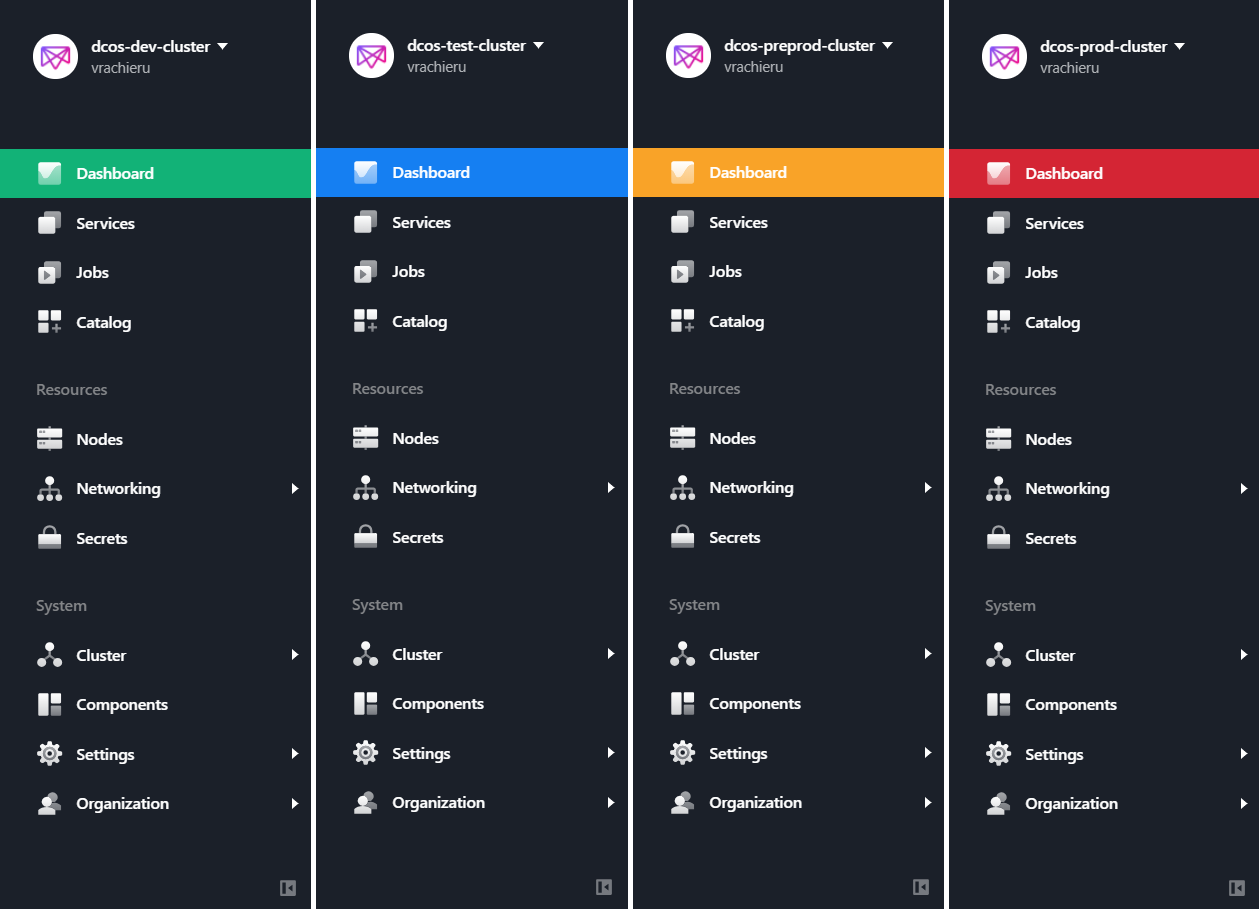 dcos-dev-cluster
vrachieru
Dashboard
Services
Jobs
Catalog
Resources
Nodes
Networking
Secrets
System
Cluster
Components
Settings
Organization
dcos-test-cluster
vrachieru
Dashboard
Services
Jobs
Catalog
Resources
Nodes
Networking
Secrets
System
Cluster
Components
Settings
Organization
dcos-preprod-cluster
vrachieru
Dashboard
Services
Jobs
Catalog
Resources
Nodes
Networking
Secrets
System
Cluster
Components
Settings
Organization
dcos-prod-cluster
vrachieru
Dashboard
Services
Jobs
Catalog
Resources
Nodes
Networking
Secrets
System
Cluster
Components
Settings
Organization